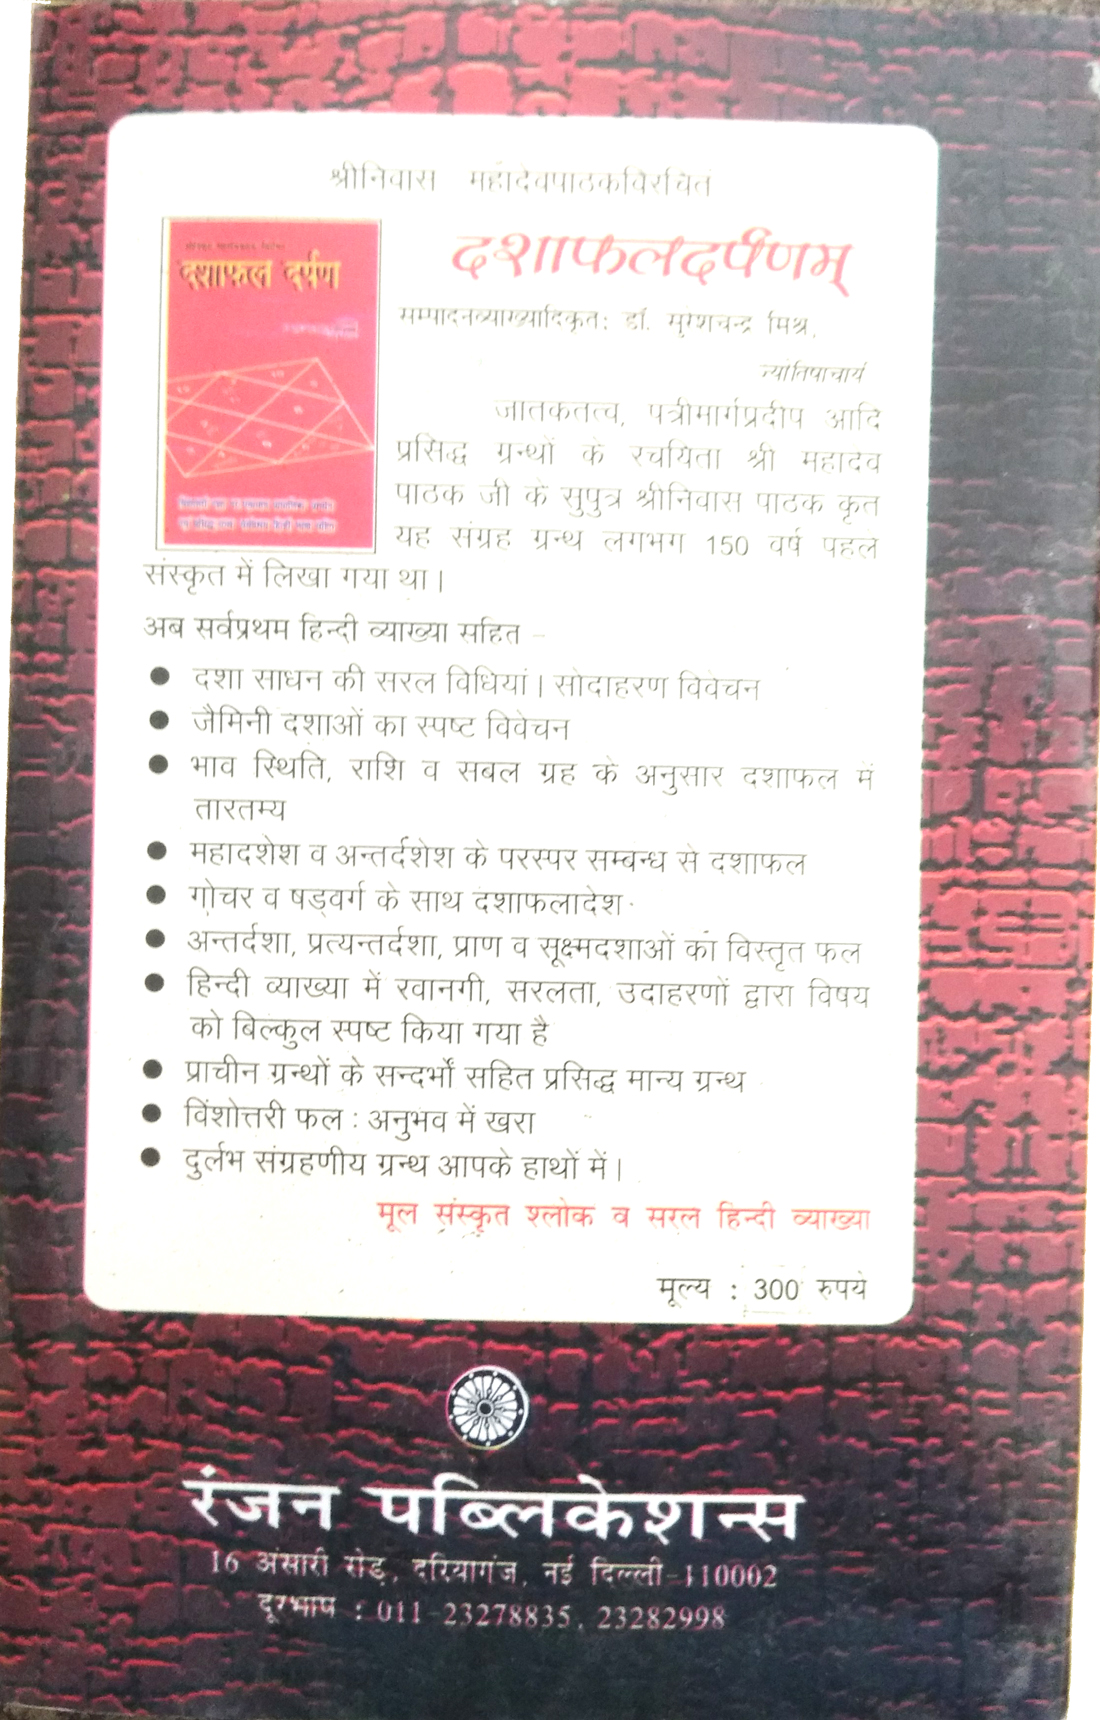 श्रीनिवास महादेवपाठकविरचित
दशाफलदर्पणम्
दशाफल दर्पण
सम्पादनव्याख्यादिकृतः डॉ. सुरेशचन्द्र मिश्र,
ज्योतिषाचार्य
जातकतत्व, पत्रीमार्गप्रदीप आदि
प्रसिद्ध ग्रन्थों के रचयिता श्री महादेव
पाठक जी के सुपुत्र श्रीनिवास पाठक कृत
यह संग्रह ग्रन्थ लगभग 150 वर्ष पहले
संस्कृत में लिखा गया था।
अब सर्वप्रथम हिन्दी व्याख्या सहित –
● दशा साधन की सरल विधियां। सोदाहरण विवेचन
● जैमिनी दशाओं का स्पष्ट विवेचन
● भाव स्थिति, राशि व सबल ग्रह के अनुसार दशाफल में
तारतम्य
● महादशेश व अन्तर्दशेश के परस्पर सम्बन्ध से दशाफल
● गोचर व षड्वर्ग के साथ दशाफलादेश
● अन्तर्दशा, प्रत्यन्तर्दशा, प्राण व सूक्ष्मदशाओं का विस्तृत फल
● हिन्दी व्याख्या में रवानगी, सरलता, उदाहरणों द्वारा विषय
को बिल्कुल स्पष्ट किया गया है
● प्राचीन ग्रन्थों के सन्दर्भों सहित प्रसिद्ध मान्य ग्रन्थ
● विंशोत्तरी फल : अनुभव में खरा
● दुर्लभ संग्रहणीय ग्रन्थ आपके हाथों में।
मूल संस्कृत श्लोक व सरल हिन्दी व्याख्या
मूल्य : 300 रुपये
रंजन पब्लिकेशन्स
16 अंसारी रोड़, दरियागंज, नई दिल्ली-110002
दूरभाष : 011-23278835, 23282998